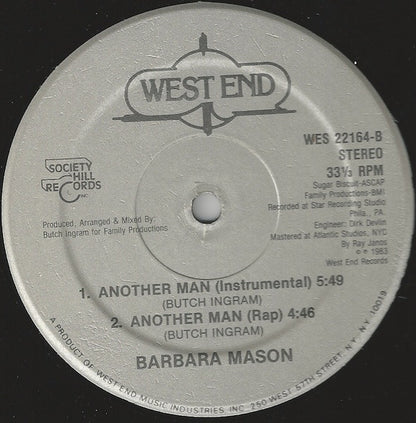 WEST END
WES 22164-B
STEREO
33⅓ RPM
Sugar Biscuit-ASCAP
Family Productions-BMI
Recorded at Star Recording Studio
Phila., PA.
Engineer: Dirk Devlin
Mastered at Atlantic Studios, NYC
By Ray Janos
℗ © 1983
West End Records
SOCIETY
HILL
RECORDS
INC
Produced, Arranged & Mixed By:
Butch Ingram for Family Productions
1. ANOTHER MAN (Instrumental) 5:49
(BUTCH INGRAM)
2. ANOTHER MAN (Rap) 4:46
(BUTCH INGRAM)
BARBARA MASON
A PRODUCT OF WEST END MUSIC INDUSTRIES, INC. 250 WEST 57TH STREET, NY, NY 10019